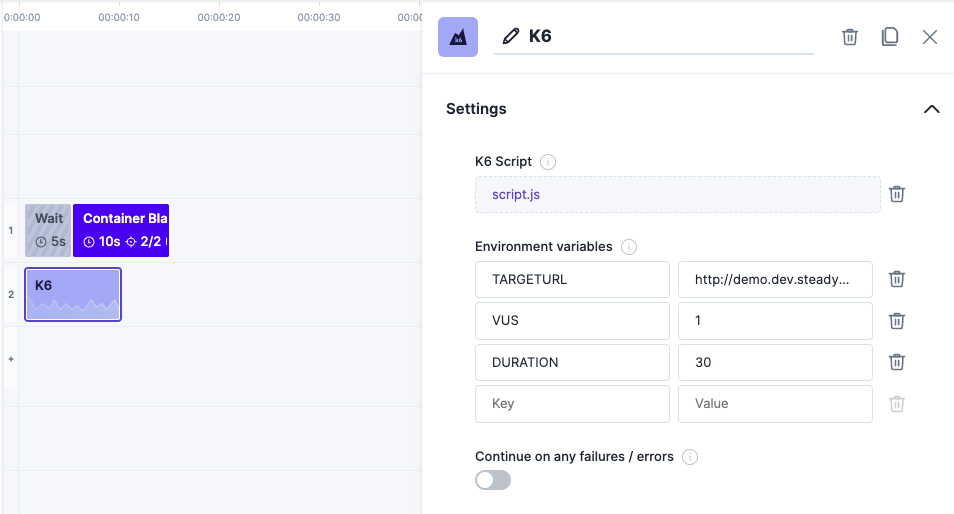 0:00:00 00:00:10 00:00:20 00:00:30 00:00
K6
Settings
K6 Script
script.js
Environment variables
TARGETURL http://demo.dev.steady...
VUS 1
DURATION 30
Key Value
Continue on any failures / errors
1
Wait Container Bla
5s 10s 2/2
2
K6
k6
+